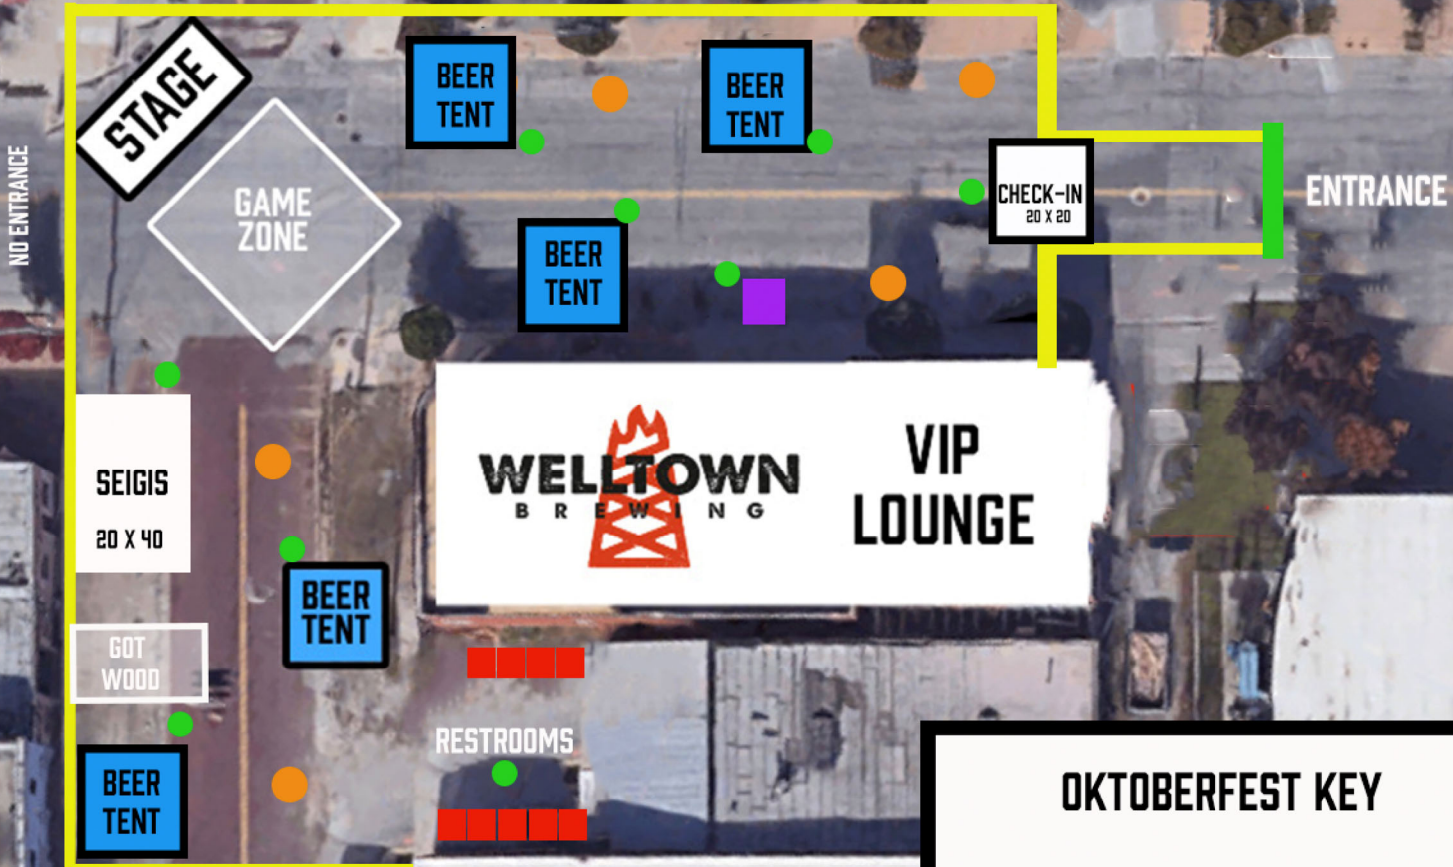 STAGE
BEER
TENT
BEER
TENT
NO ENTRANCE
GAME
ZONE
CHECK-IN
20 X 20
ENTRANCE
BEER
TENT
SEIGIS
20 X 40
WELLTOWN
BREWING
VIP
LOUNGE
BEER
TENT
GOT
WOOD
RESTROOMS
BEER
TENT
OKTOBERFEST KEY